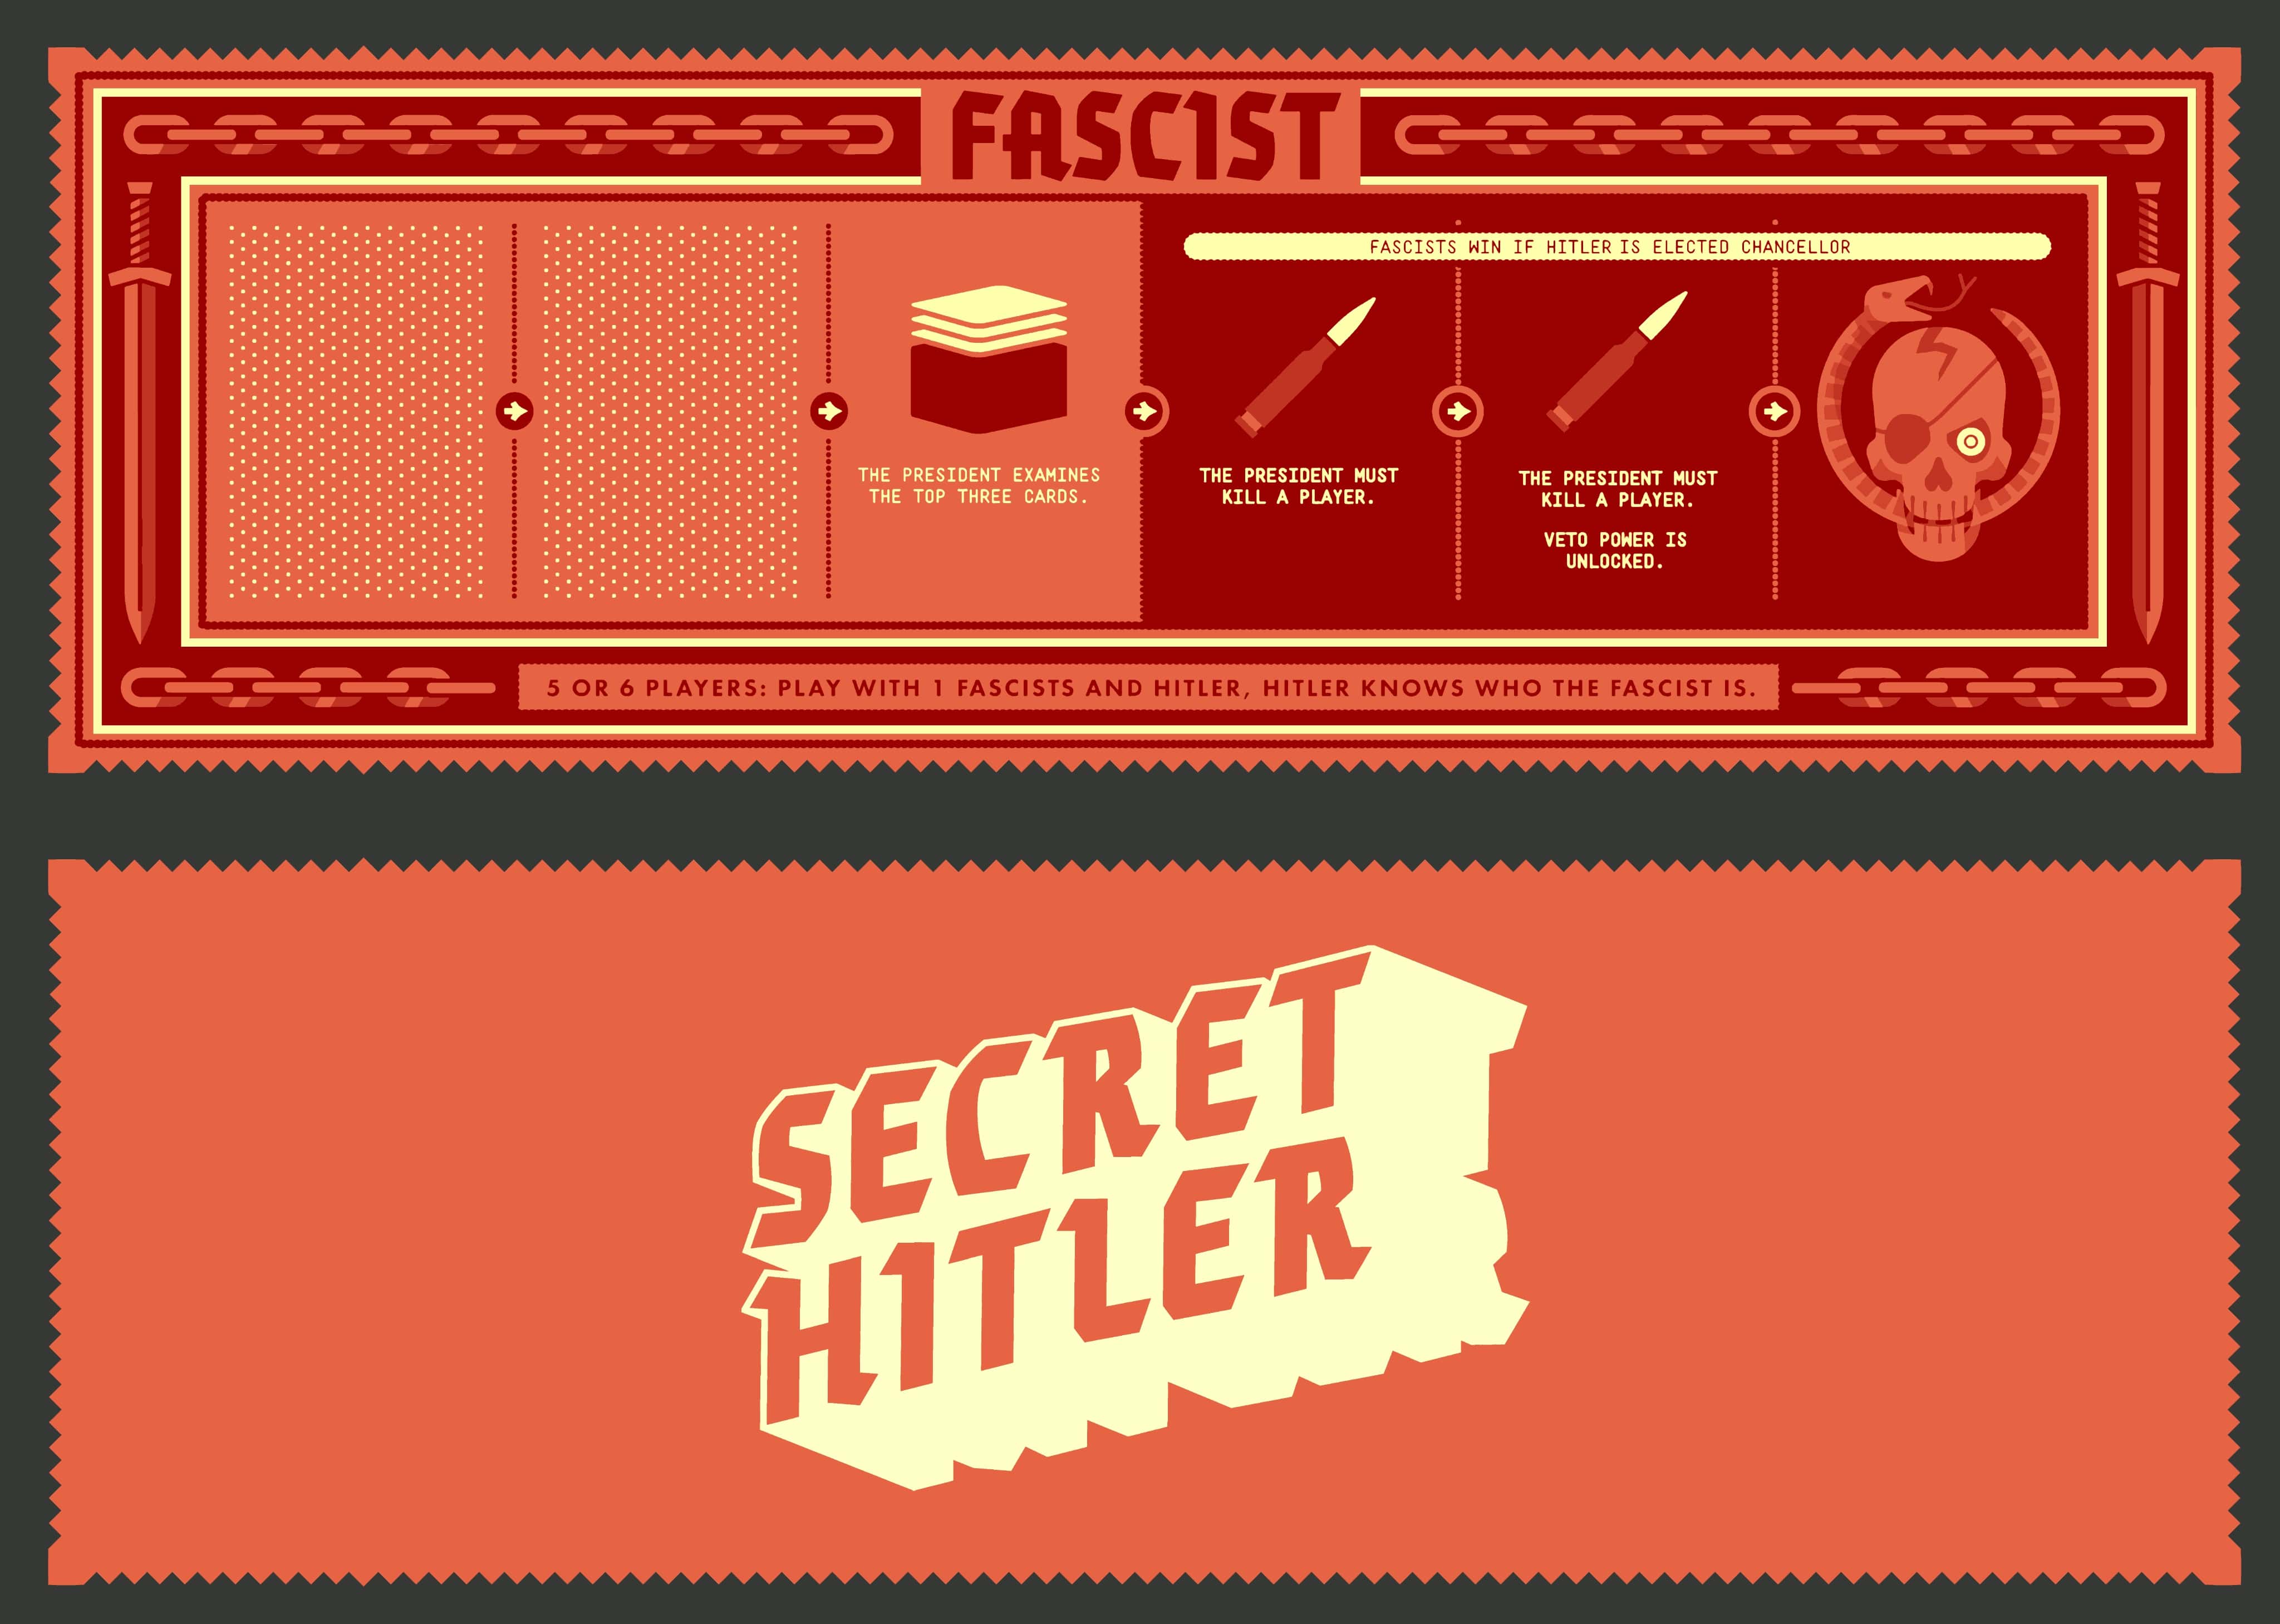 FASCIST
FASCISTS WIN IF HITLER IS ELECTED CHANCELLOR
THE PRESIDENT EXAMINES
THE TOP THREE CARDS.
THE PRESIDENT MUST
KILL A PLAYER.
THE PRESIDENT MUST
KILL A PLAYER.
VETO POWER IS
UNLOCKED.
5 OR 6 PLAYERS: PLAY WITH 1 FASCISTS AND HITLER, HITLER KNOWS WHO THE FASCIST IS.
SECRET
HITLER